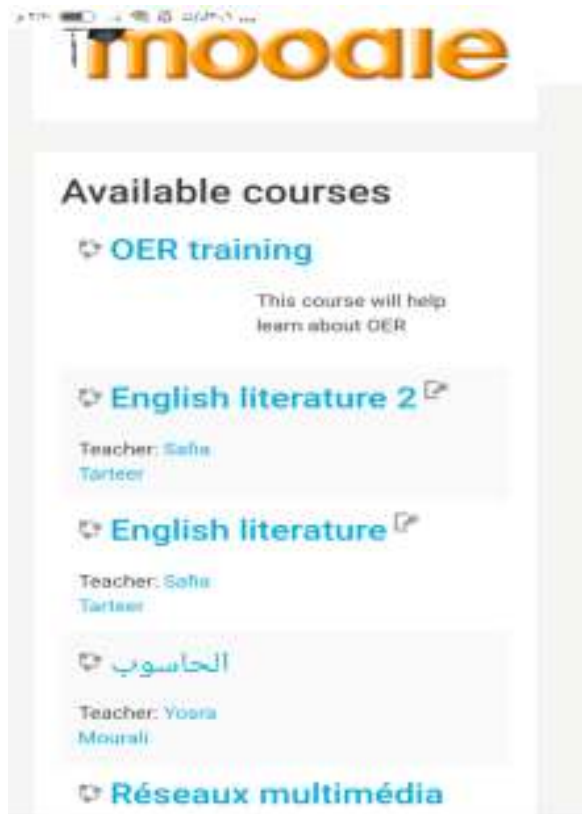 moodle
Available courses
OER training
This course will help
learn about OER
English literature 2
Teacher: Safia
Tarteer
English literature
Teacher: Safia
Tarteer
الحاسوب
Teacher: Yosra
Mourali
Réseaux multimédia